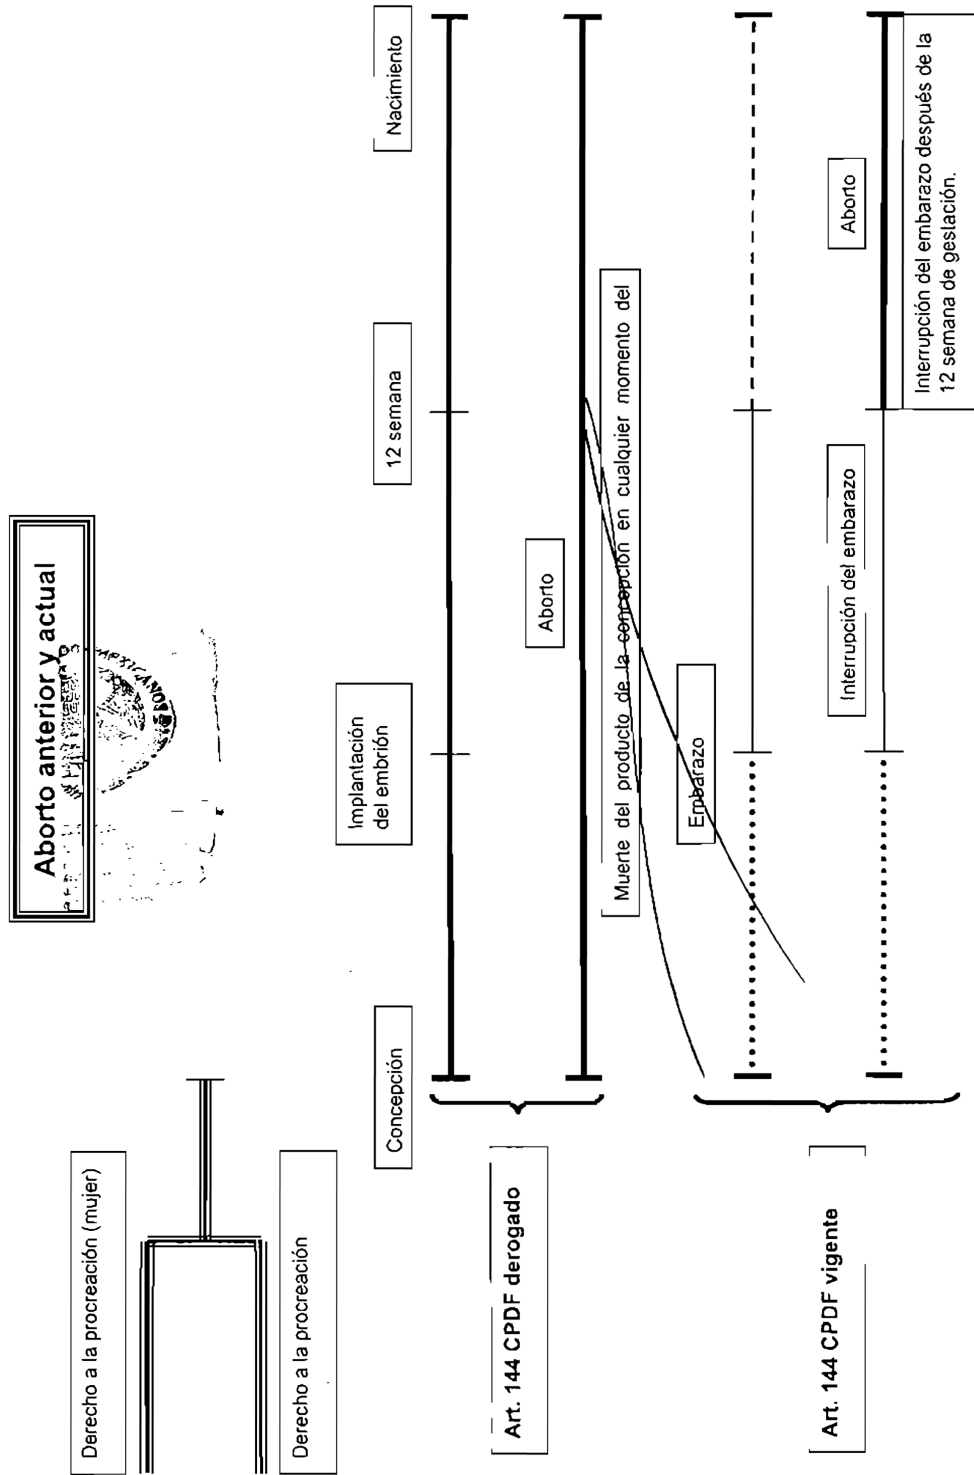 Aborto anterior y actual
Derecho a la procreación (mujer)
Derecho a la procreación
Concepción
Implantación
del embrión
12 semana
Nacimiento
Art. 144 CPDF derogado
Aborto
Muerte del producto de la concepción en cualquier momento del
Embarazo
Art. 144 CPDF vigente
Interrupción del embarazo
Aborto
Interrupción del embarazo después de la
12 semana de gestación.